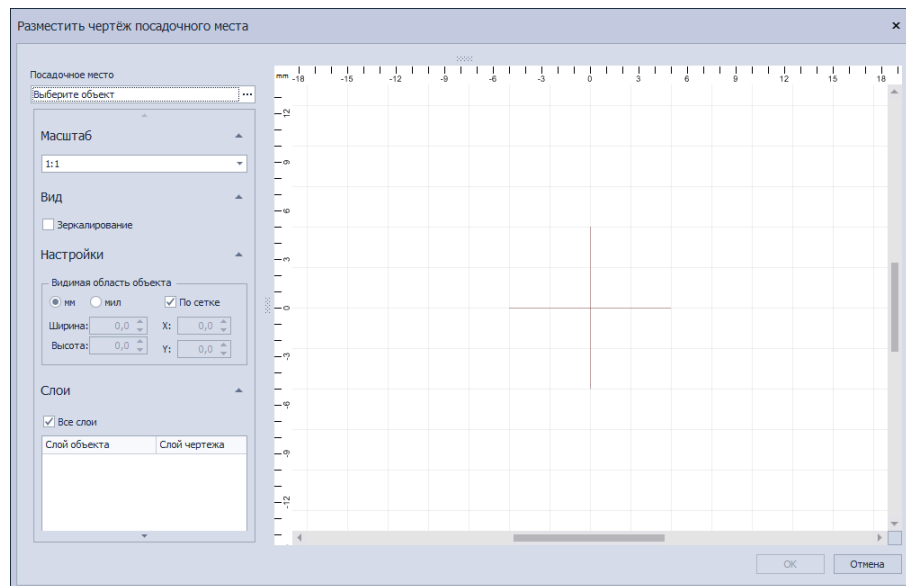 Разместить чертёж посадочного места
Посадочное место
Выберите объект ...
Масштаб
1:1
Вид
Зеркалирование
Настройки
Видимая область объекта
мм мил По сетке
Ширина: 0,0 X: 0,0
Высота: 0,0 Y: 0,0
Слои
Все слои
Слой объекта Слой чертежа
mm -18 -15 -12 -9 -6 -3 0 3 6 9 12 15 18
12
9
6
3
0
-3
-6
-9
-12
OK Отмена